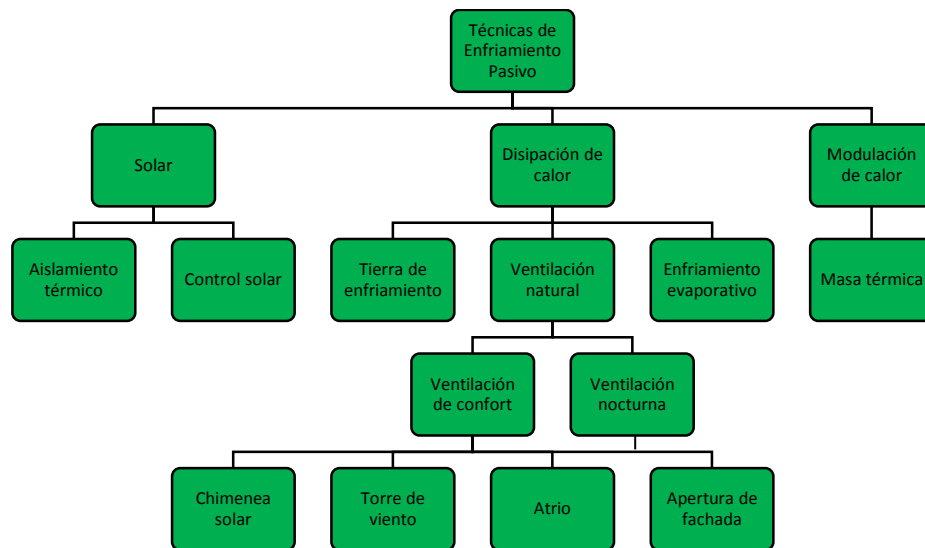 Técnicas de
Enfriamiento
Pasivo
Solar
Disipación de
calor
Modulación
de calor
Aislamiento
térmico
Control solar
Tierra de
enfriamiento
Ventilación
natural
Enfriamiento
evaporativo
Masa térmica
Ventilación
de confort
Ventilación
nocturna
Chimenea
solar
Torre de
viento
Atrio
Apertura de
fachada